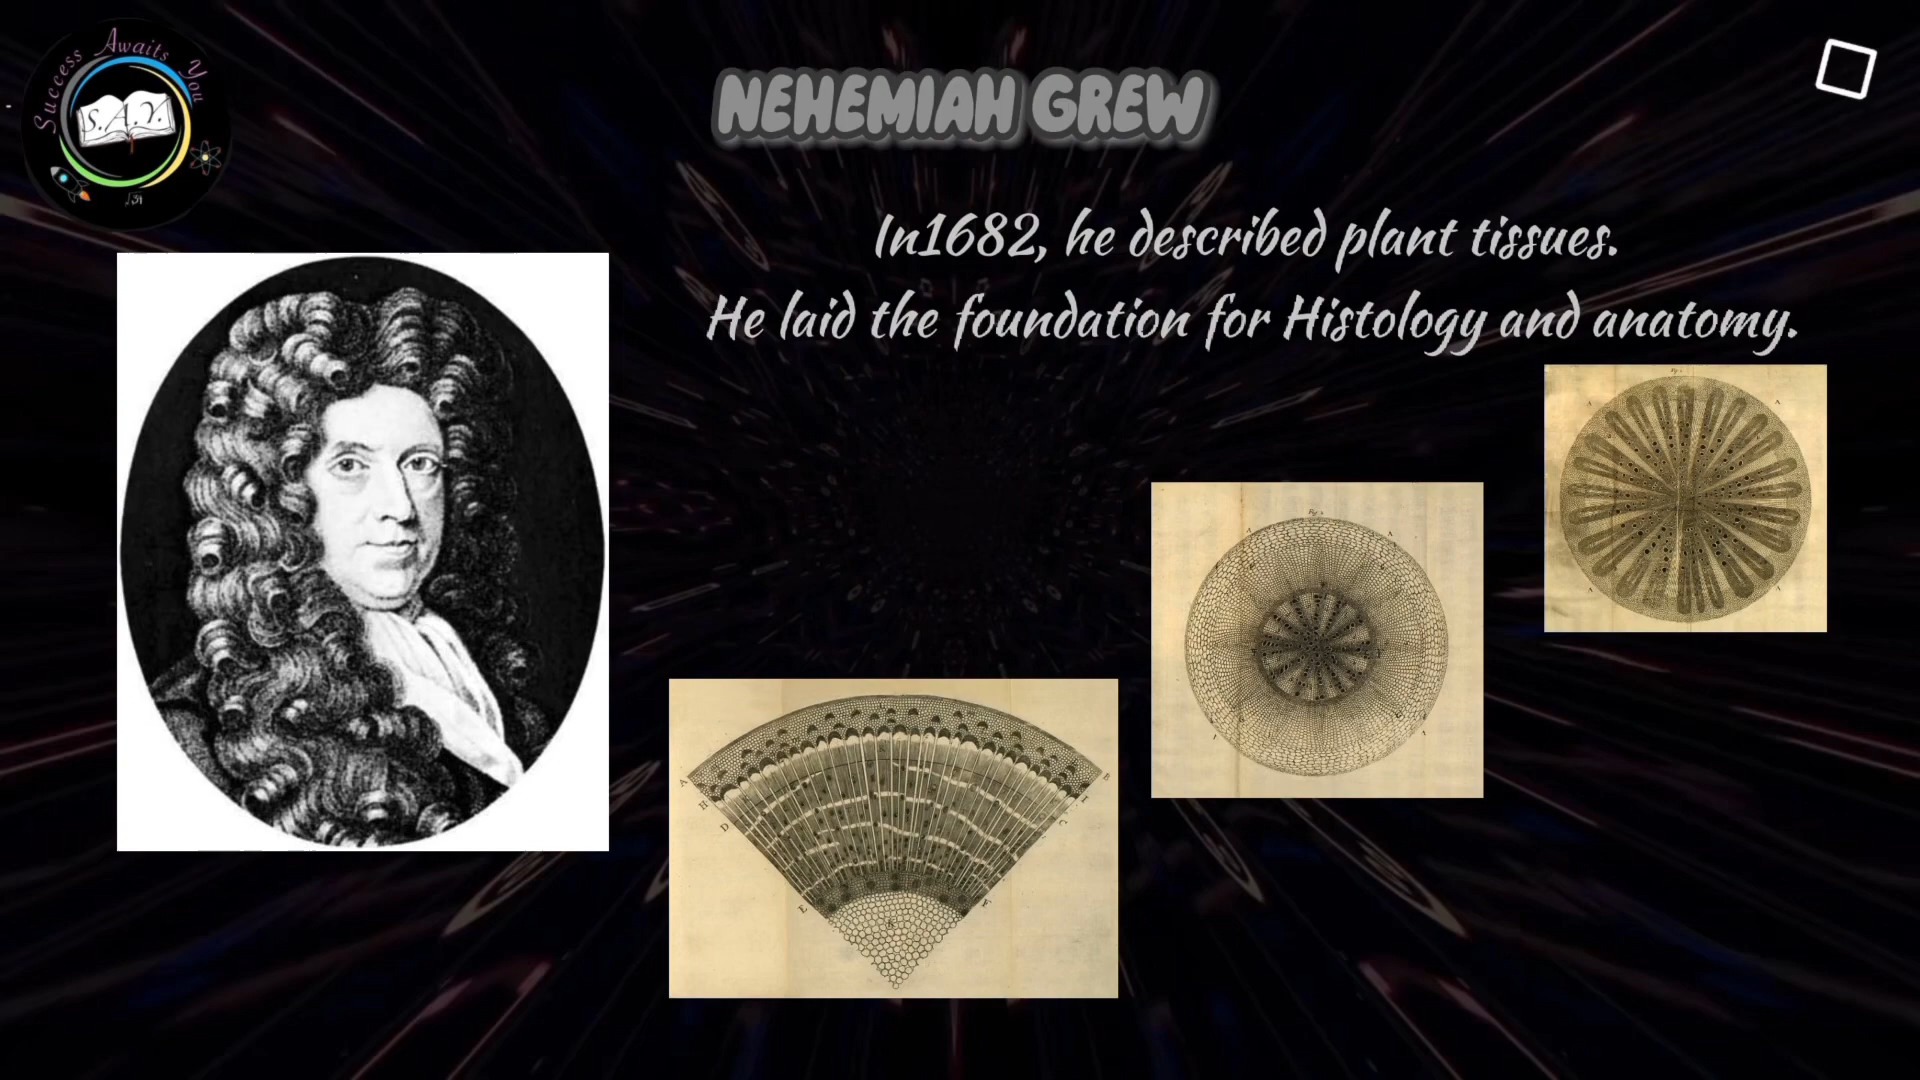 Success Awaits You
S.A.Y.
NEHEMIAH GREW
In1682, he described plant tissues.
He laid the foundation for Histology and anatomy.